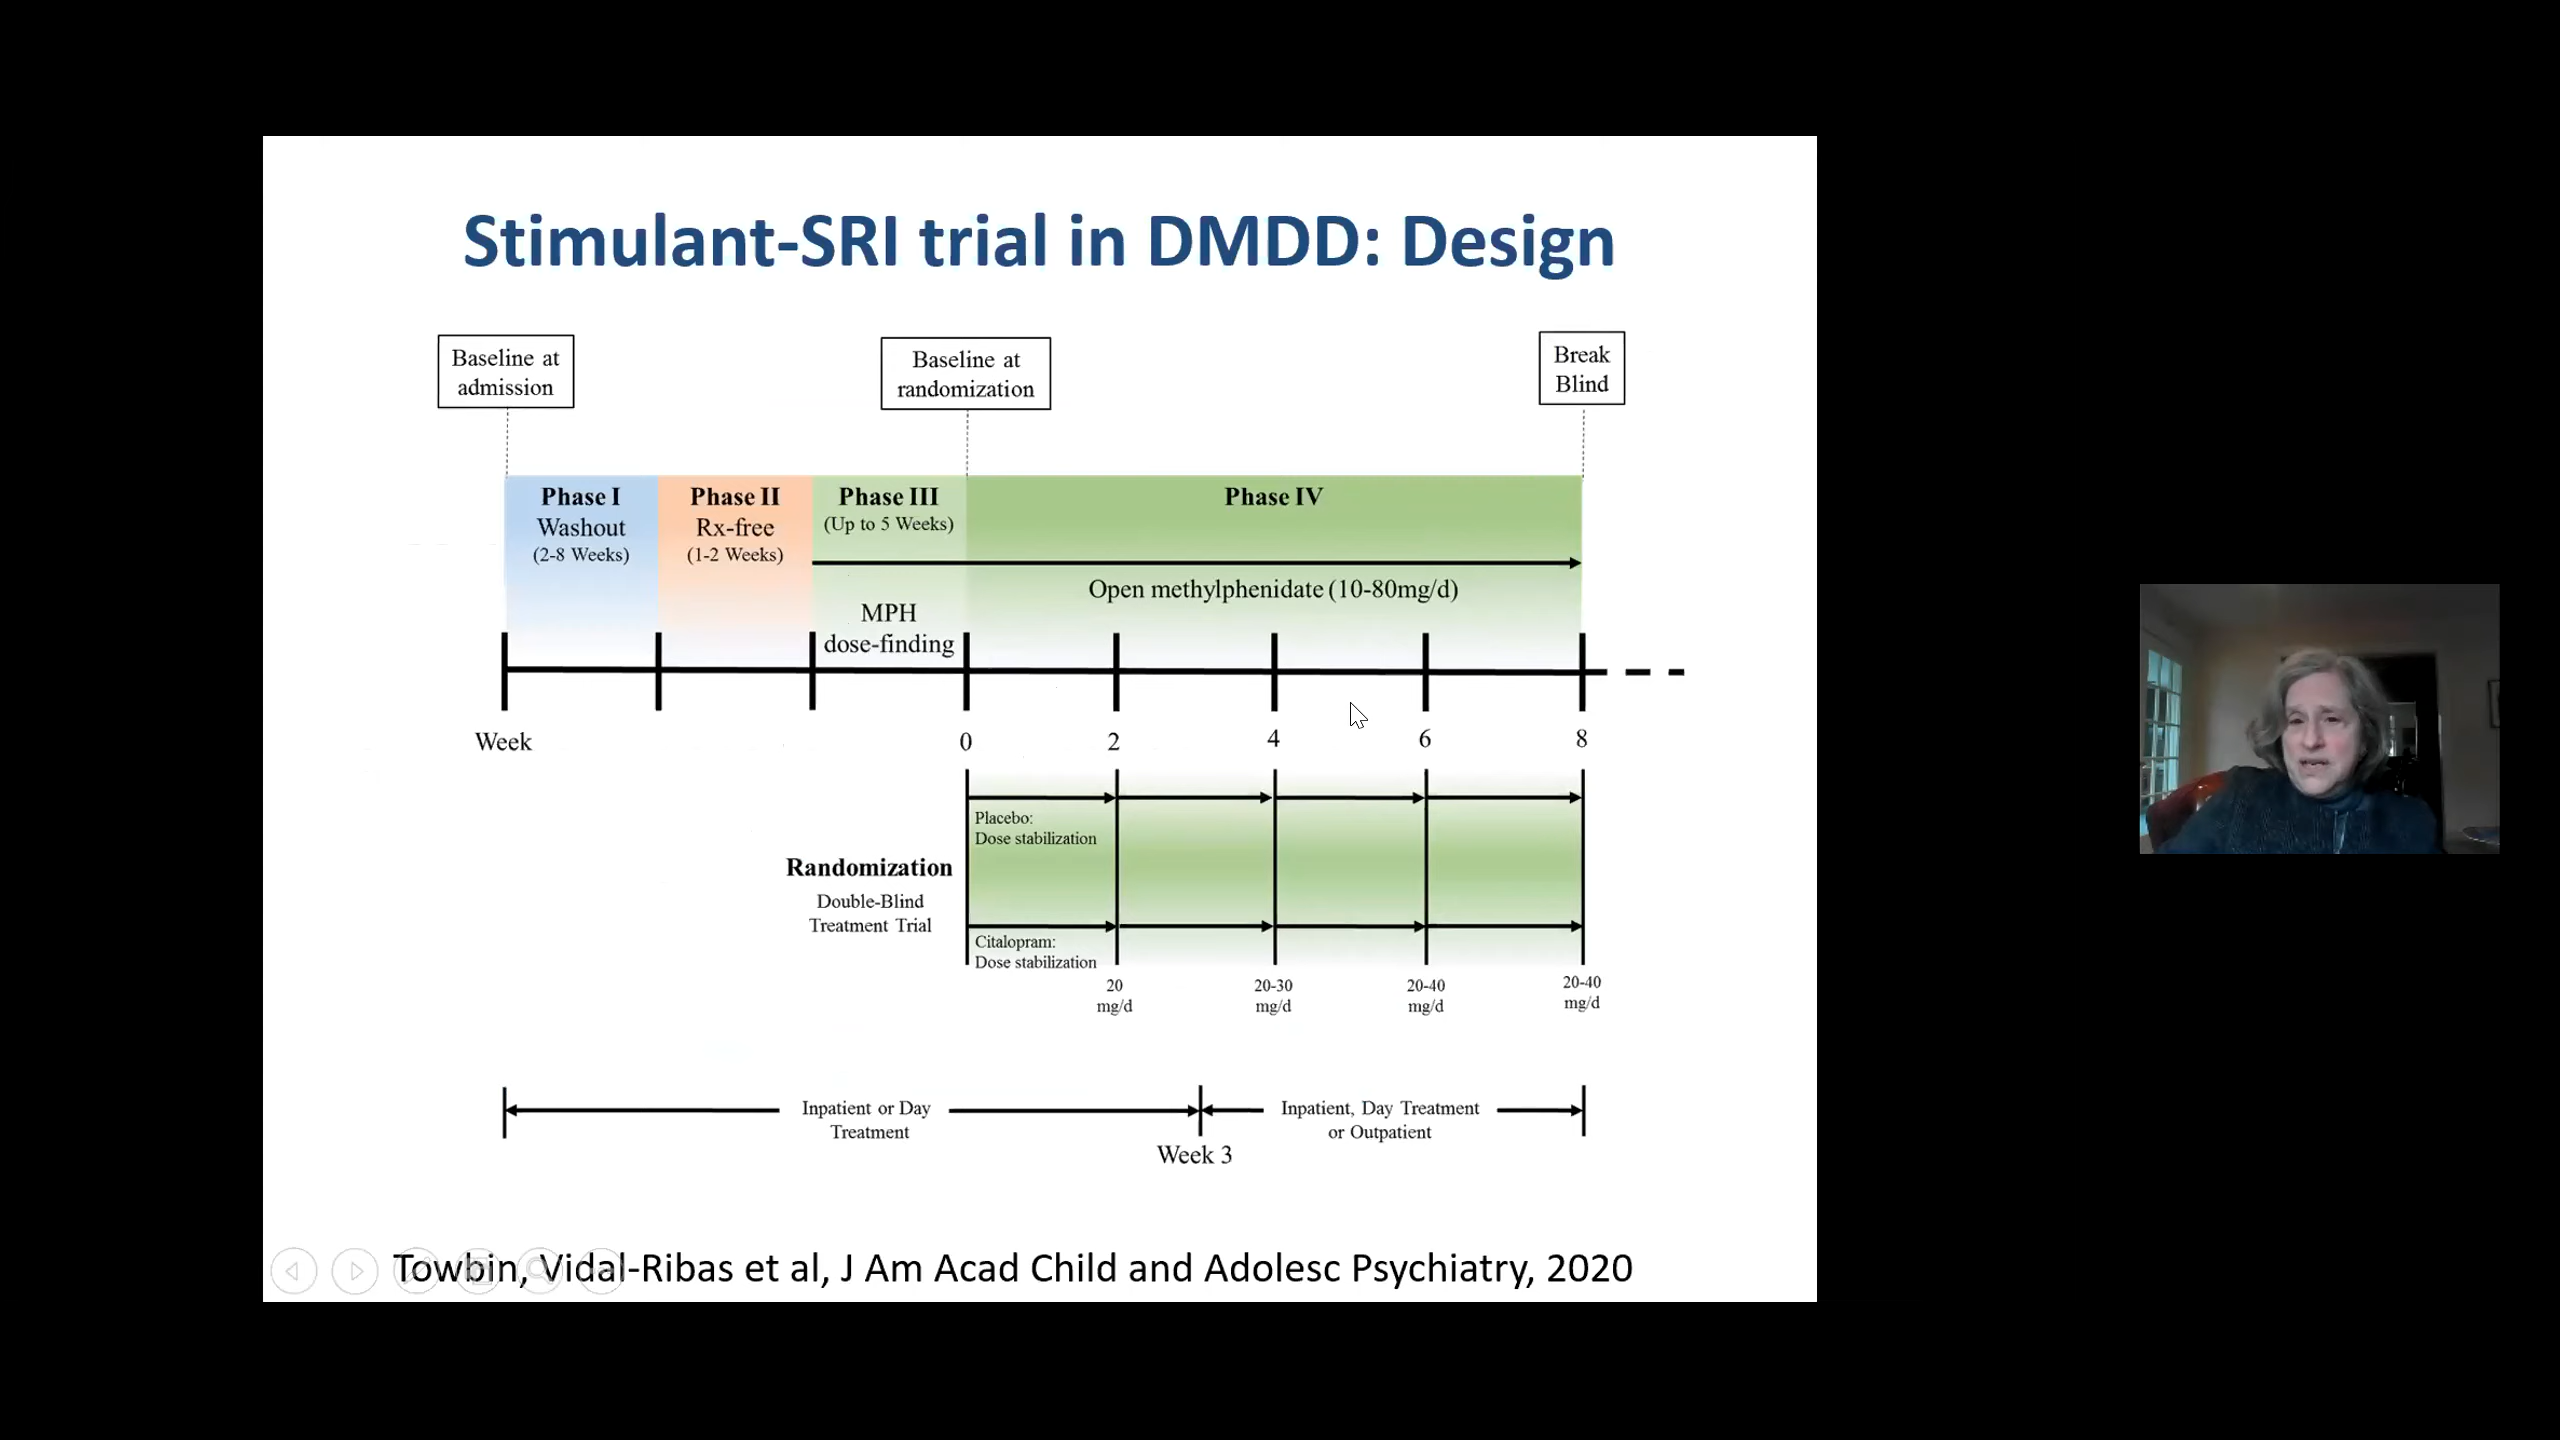 Stimulant-SRI trial in DMDD: Design
Baseline at
admission
Baseline at
randomization
Break
Blind
Phase I
Washout
(2-8 Weeks)
Phase II
Rx-free
(1-2 Weeks)
Phase III
(Up to 5 Weeks)
Phase IV
Open methylphenidate (10-80mg/d)
MPH
dose-finding
Week
0
2
4
6
8
Placebo:
Dose stabilization
Randomization
Double-Blind
Treatment Trial
Citalopram:
Dose stabilization
20
mg/d
20-30
mg/d
20-40
mg/d
20-40
mg/d
Inpatient or Day
Treatment
Inpatient, Day Treatment
or Outpatient
Week 3
Towbin, Vidal-Ribas et al, J Am Acad Child and Adolesc Psychiatry, 2020